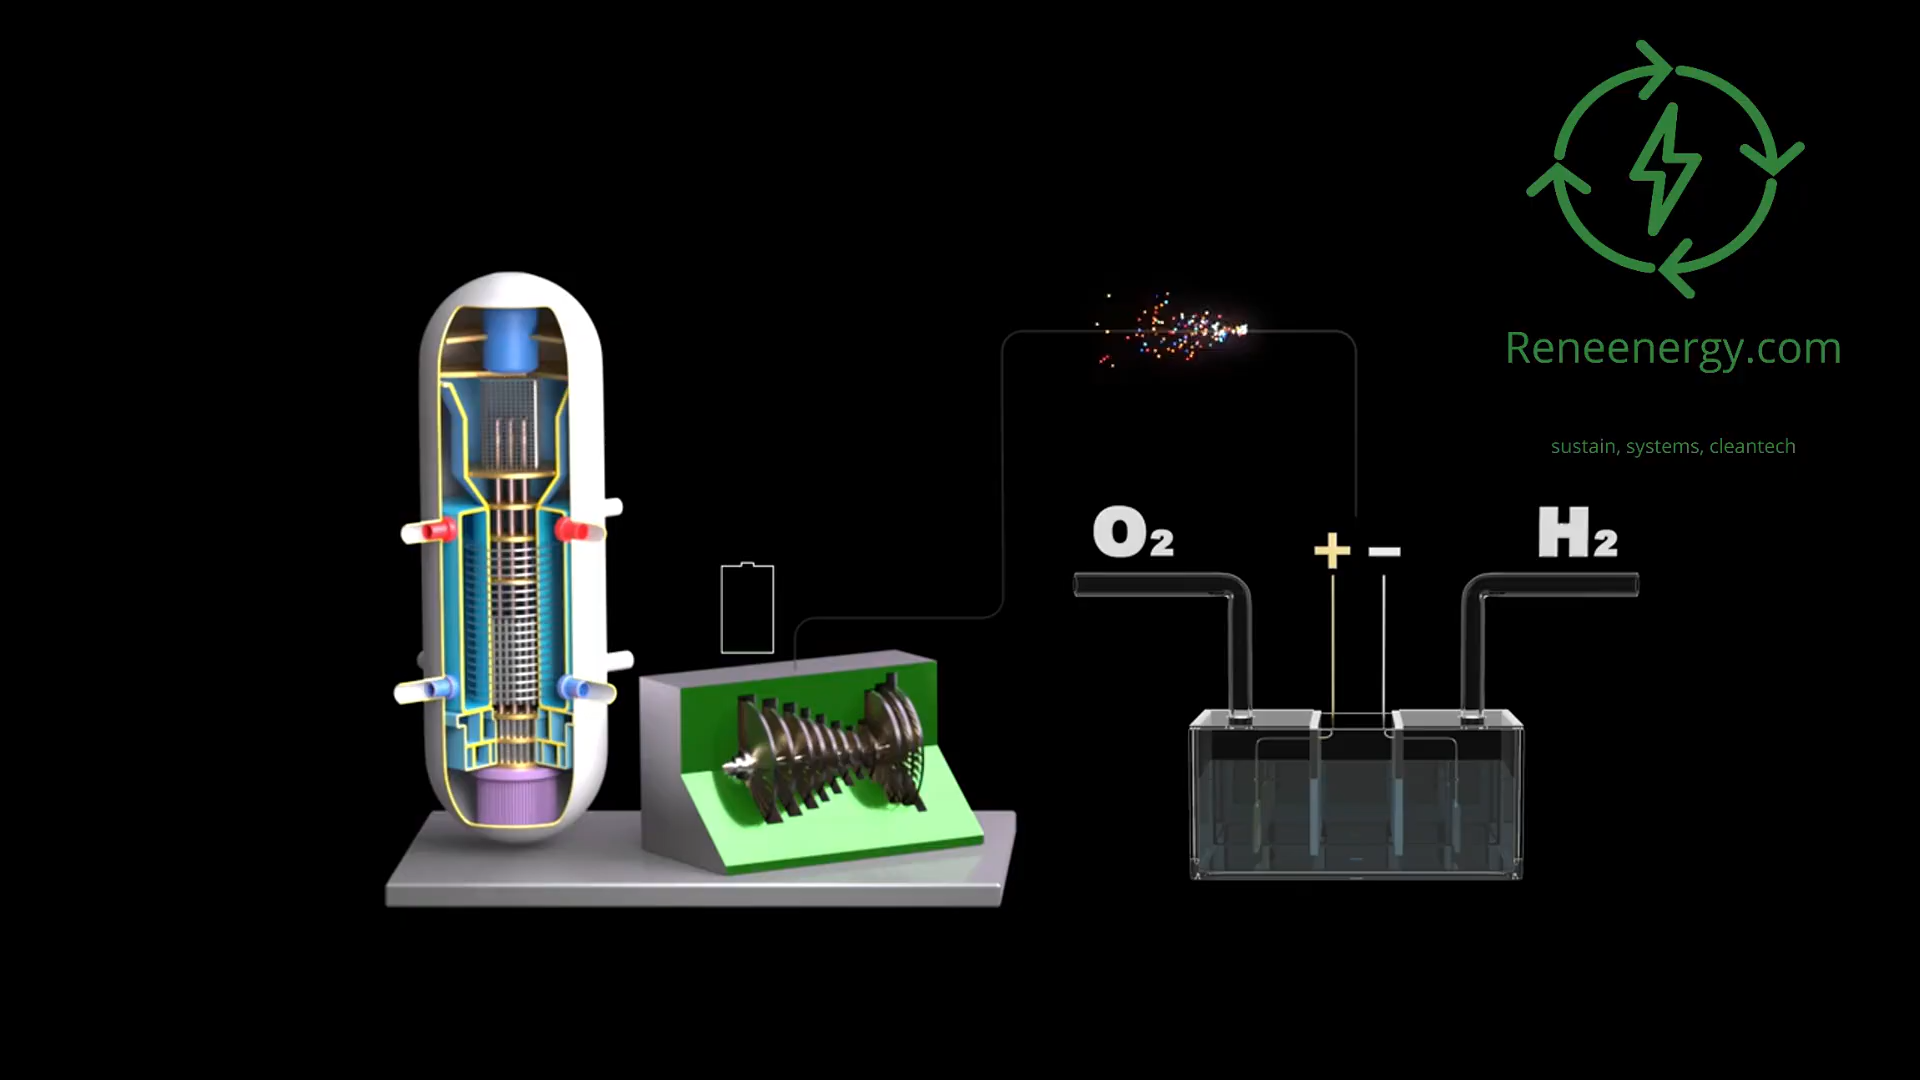 Reneenergy.com
sustain, systems, cleantech
O₂
+ −
H₂